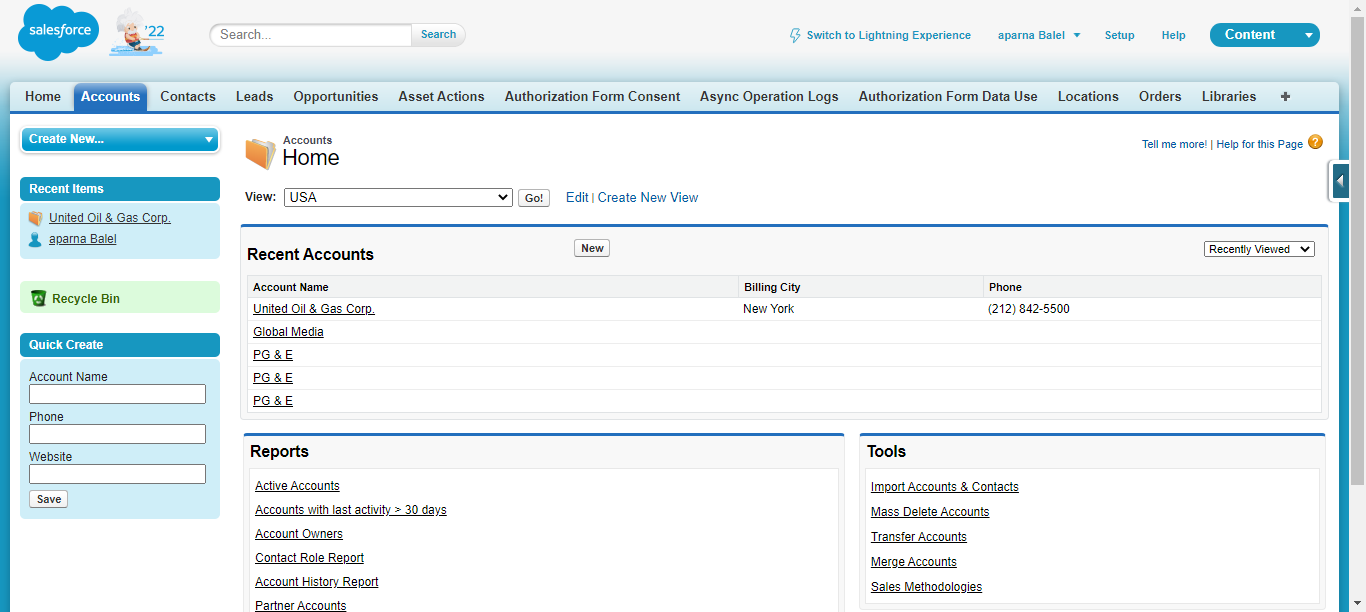 salesforce
'22
Search...
Search
Switch to Lightning Experience
aparna Balel
Setup
Help
Content
Home Accounts Contacts Leads Opportunities Asset Actions Authorization Form Consent Async Operation Logs Authorization Form Data Use Locations Orders Libraries +
Create New...
Recent Items
United Oil & Gas Corp.
aparna Balel
Recycle Bin
Quick Create
Account Name
Phone
Website
Save
Accounts
Home
Tell me more! | Help for this Page ?
View: USA Go! Edit | Create New View
Recent Accounts New Recently Viewed
Account Name Billing City Phone
United Oil & Gas Corp. New York (212) 842-5500
Global Media
PG & E
PG & E
PG & E
Reports
Active Accounts
Accounts with last activity > 30 days
Account Owners
Contact Role Report
Account History Report
Partner Accounts
Tools
Import Accounts & Contacts
Mass Delete Accounts
Transfer Accounts
Merge Accounts
Sales Methodologies